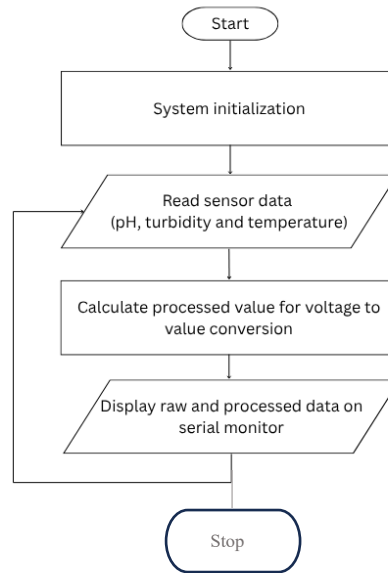 Start
System initialization
Read sensor data
(pH, turbidity and temperature)
Calculate processed value for voltage to
value conversion
Display raw and processed data on
serial monitor
Stop